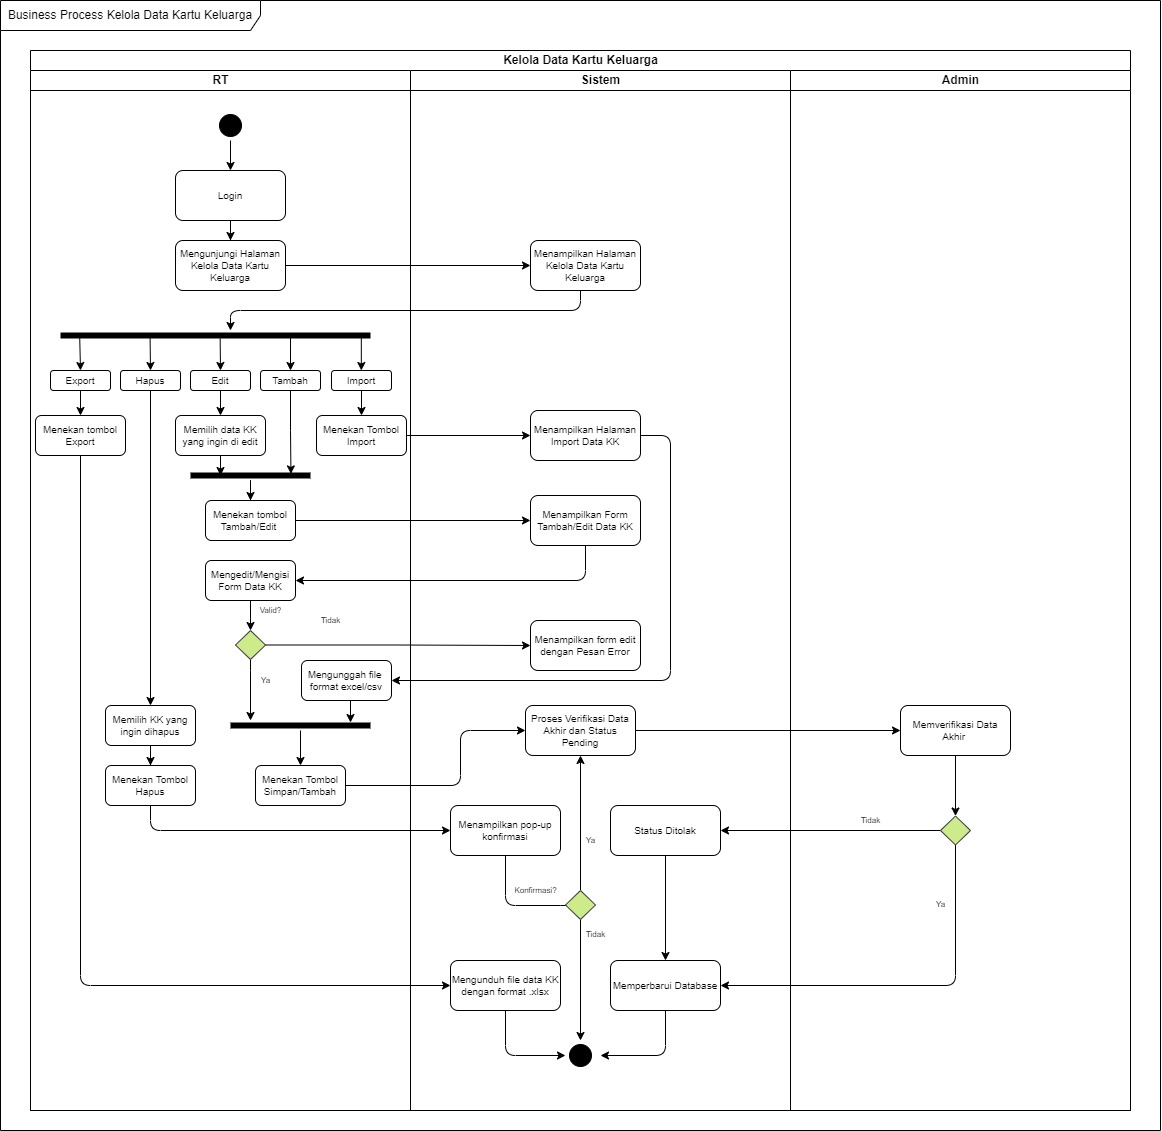 Business Process Kelola Data Kartu Keluarga
Kelola Data Kartu Keluarga
RT
Sistem
Admin
Login
Mengunjungi Halaman
Kelola Data Kartu
Keluarga
Menampilkan Halaman
Kelola Data Kartu
Keluarga
Export
Hapus
Edit
Tambah
Import
Menekan tombol
Export
Memilih data KK
yang ingin di edit
Menekan Tombol
Import
Menampilkan Halaman
Import Data KK
Menekan tombol
Tambah/Edit
Menampilkan Form
Tambah/Edit Data KK
Mengedit/Mengisi
Form Data KK
Valid?
Tidak
Menampilkan form edit
dengan Pesan Error
Ya
Mengunggah file
format excel/csv
Memilih KK yang
ingin dihapus
Proses Verifikasi Data
Akhir dan Status
Pending
Memverifikasi Data
Akhir
Menekan Tombol
Hapus
Menekan Tombol
Simpan/Tambah
Menampilkan pop-up
konfirmasi
Status Ditolak
Tidak
Ya
Konfirmasi?
Ya
Tidak
Mengunduh file data KK
dengan format .xlsx
Memperbarui Database